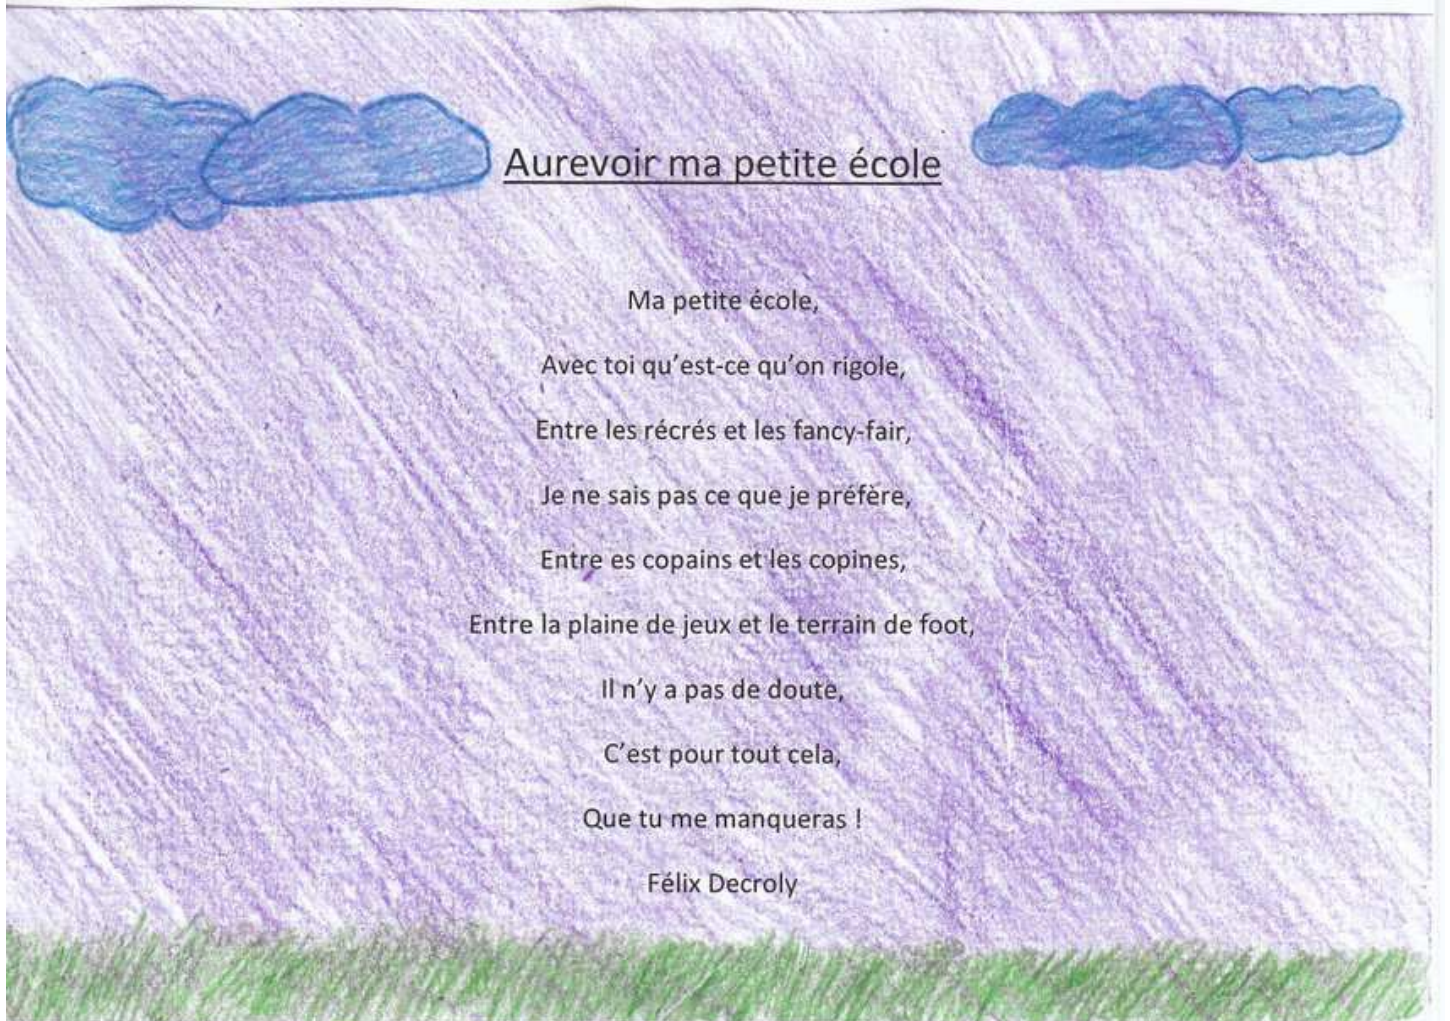 Aurevoir ma petite école
Ma petite école,
Avec toi qu’est-ce qu’on rigole,
Entre les récrés et les fancy-fair,
Je ne sais pas ce que je préfère,
Entre es copains et les copines,
Entre la plaine de jeux et le terrain de foot,
Il n’y a pas de doute,
C’est pour tout cela,
Que tu me manqueras !
Félix Decroly